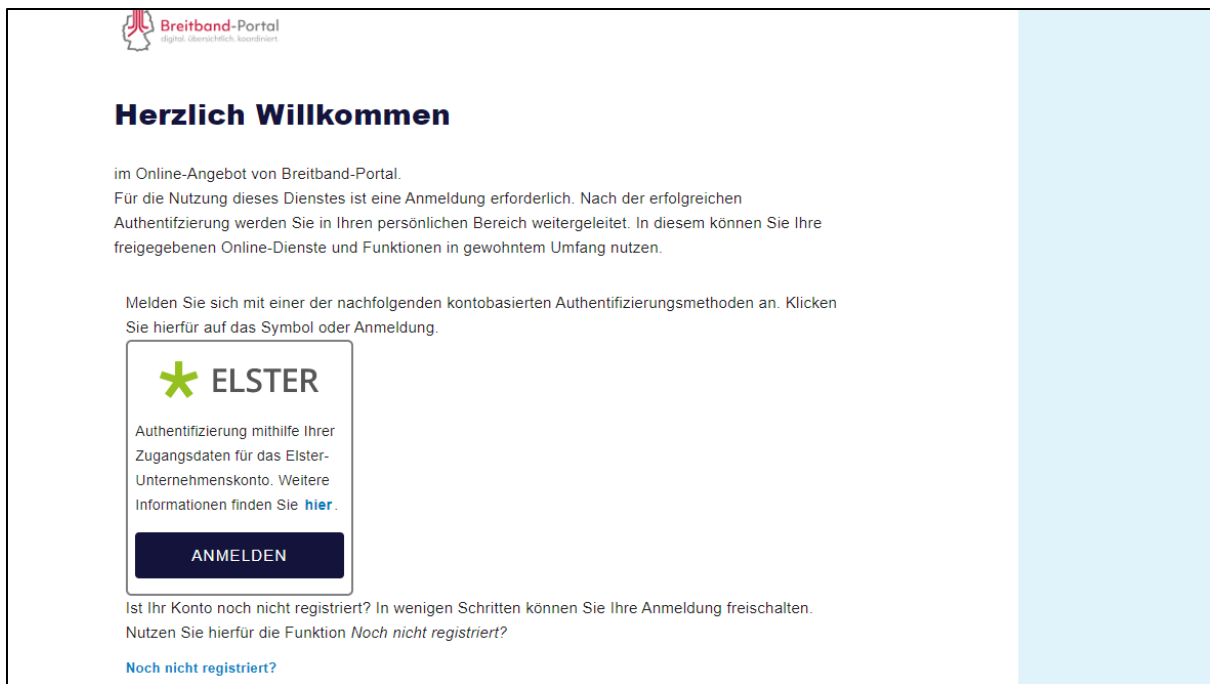 Breitband-Portal
digital. übersichtlich. koordiniert
Herzlich Willkommen
im Online-Angebot von Breitband-Portal.
Für die Nutzung dieses Dienstes ist eine Anmeldung erforderlich. Nach der erfolgreichen
Authentifzierung werden Sie in Ihren persönlichen Bereich weitergeleitet. In diesem können Sie Ihre
freigegebenen Online-Dienste und Funktionen in gewohntem Umfang nutzen.
Melden Sie sich mit einer der nachfolgenden kontobasierten Authentifizierungsmethoden an. Klicken
Sie hierfür auf das Symbol oder Anmeldung.
ELSTER
Authentifizierung mithilfe Ihrer
Zugangsdaten für das Elster-
Unternehmenskonto. Weitere
Informationen finden Sie hier.
ANMELDEN
Ist Ihr Konto noch nicht registriert? In wenigen Schritten können Sie Ihre Anmeldung freischalten.
Nutzen Sie hierfür die Funktion Noch nicht registriert?
Noch nicht registriert?